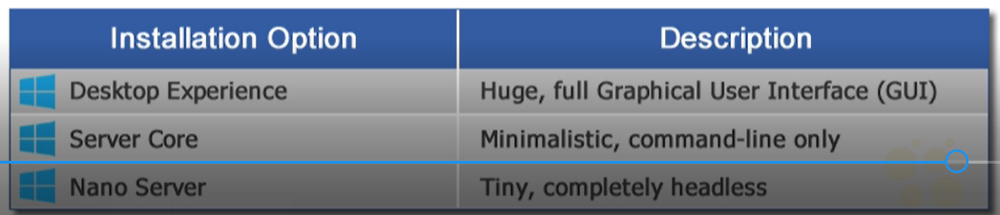 Installation Option Description
Desktop Experience Huge, full Graphical User Interface (GUI)
Server Core Minimalistic, command-line only
Nano Server Tiny, completely headless